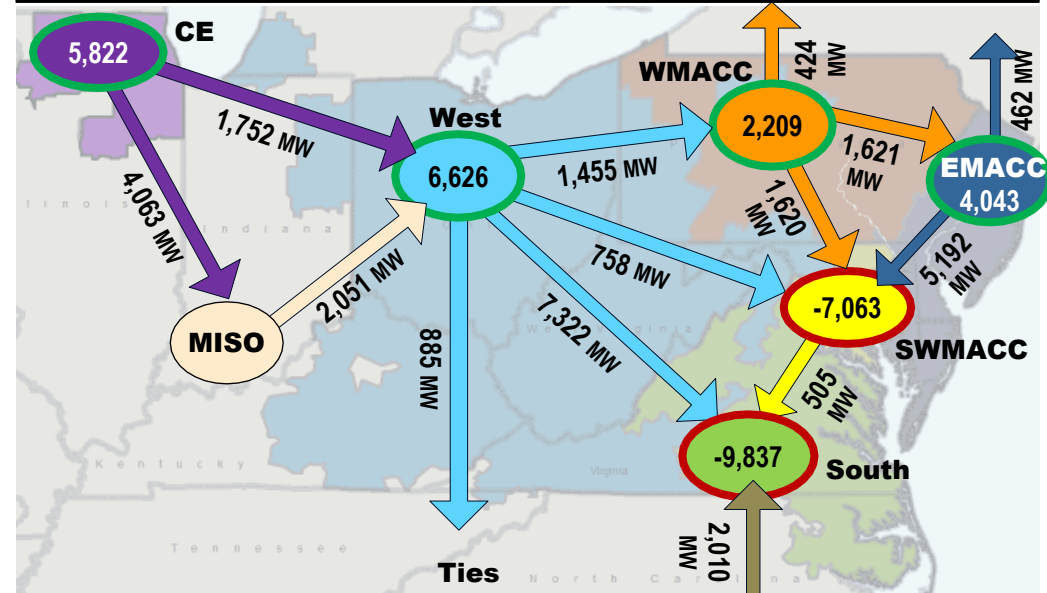 CE
5,822
1,752 MW
4,063 MW
West
6,626
MISO
2,051 MW
1,455 MW
758 MW
7,322 MW
885 MW
WMACC
2,209
424
MW
1,621
MW
1,620
MW
462 MW
EMACC
4,043
5,192
MW
-7,063
SWMACC
505
MW
-9,837
South
2,010
MW
Ties
Illinois
Indiana
Kentucky
Tennessee
West Virginia
Virginia
North Carolina